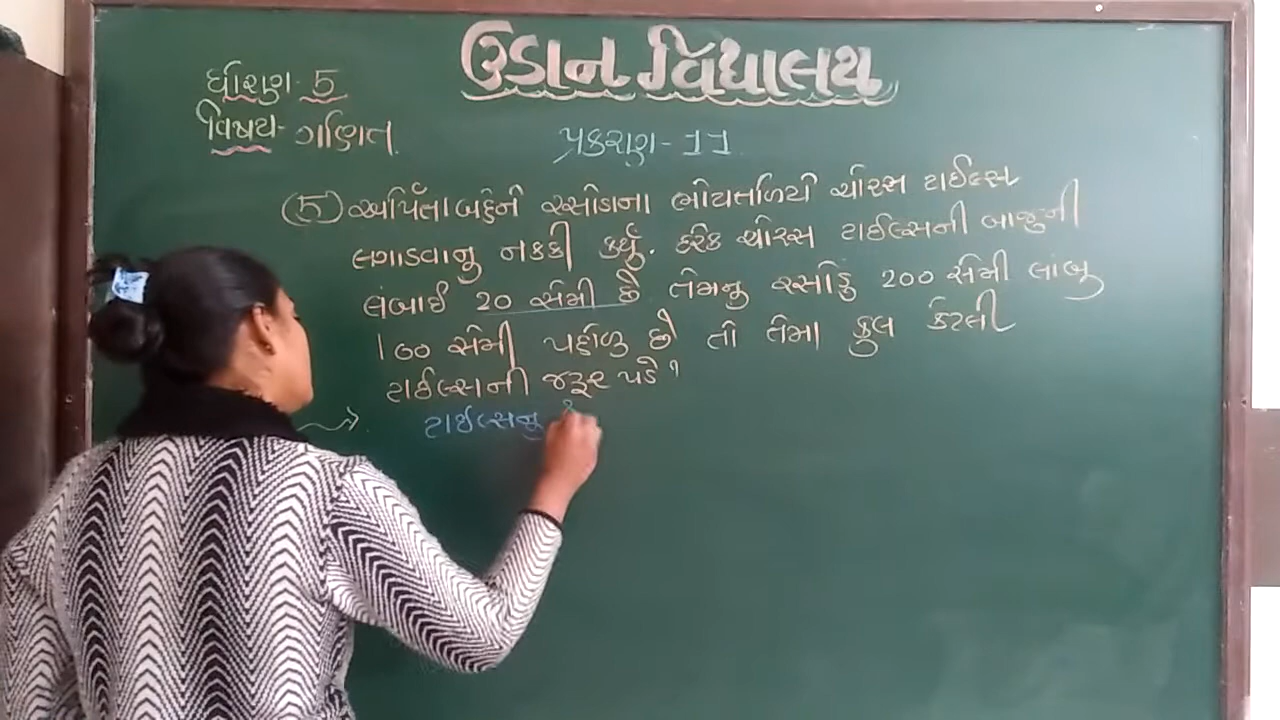 ઉડાન વિદ્યાલય
ધોરણ- 5
વિષય- ગણિત
પ્રકરણ- 11
(5) અર્પિતાબહેને રસોડાના ભોંયતળિયે ચોરસ ટાઈલ્સ
લગાડવાનુ નક્કી કર્યું. દરેક ચોરસ ટાઈલ્સની બાજુની
લંબાઈ 20 સેમી છે તેમનુ રસોડુ 200 સેમી લાંબુ
100 સેમી પહોળુ છે તો તેમા કુલ કેટલી
ટાઈલ્સની જરૂર પડે?
ટાઈલ્સનુ